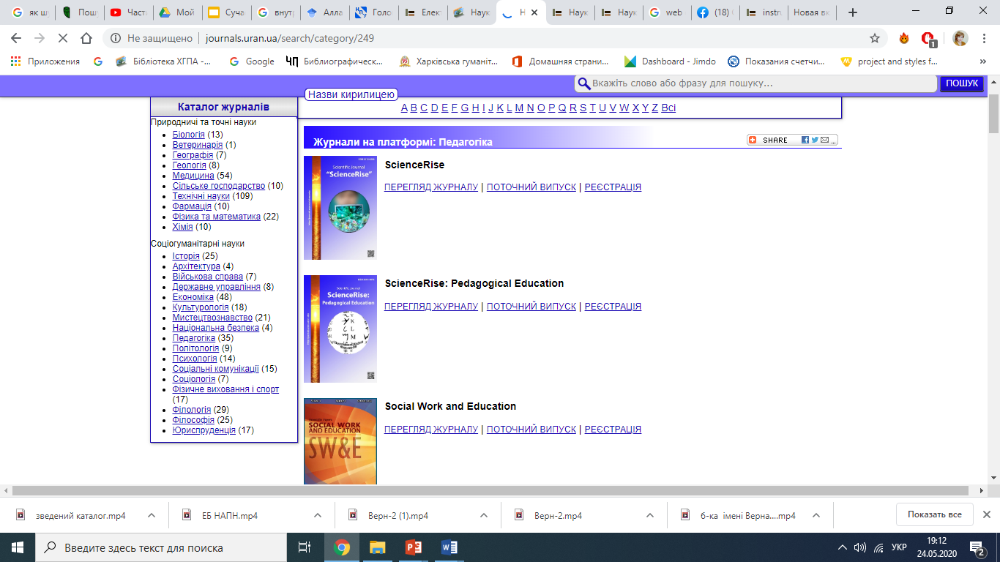 як шу
Пошу
Части
Мой
Суча
внут
Алла
Голо
Елек
Наук
Н
Наук
Наук
web
(18)
instr
Новая вк
Не защищено
journals.uran.ua/search/category/249
1
Приложения
Бібліотека ХГПА -...
Google
Библиографическ...
Харківська гуманіт...
Домашняя страни...
Dashboard - Jimdo
Показания счетчи...
project and styles f...
»
Вкажіть слово або фразу для пошуку...
ПОШУК
Назви кирилицею
A B C D E F G H I J K L M N O P Q R S T U V W X Y Z Всі
Каталог журналів
Природничі та точні науки
Біологія (13)
Ветеринарія (1)
Географія (7)
Геологія (8)
Медицина (54)
Сільське господарство (10)
Технічні науки (109)
Фармація (10)
Фізика та математика (22)
Хімія (10)
Соціогуманітарні науки
Історія (25)
Архітектура (4)
Військова справа (7)
Державне управління (8)
Економіка (48)
Культурологія (18)
Мистецтвознавство (21)
Національна безпека (4)
Педагогіка (35)
Політологія (9)
Психологія (14)
Соціальні комунікації (15)
Соціологія (7)
Фізичне виховання і спорт
(17)
Філологія (29)
Філософія (25)
Юриспруденція (17)
Журнали на платформі: Педагогіка
SHARE ...
Scientific Journal
"ScienceRise"
ScienceRise
ПЕРЕГЛЯД ЖУРНАЛУ | ПОТОЧНИЙ ВИПУСК | РЕЄСТРАЦІЯ
Scientific Journal
ScienceRise:
Pedagogical Education
ScienceRise: Pedagogical Education
ПЕРЕГЛЯД ЖУРНАЛУ | ПОТОЧНИЙ ВИПУСК | РЕЄСТРАЦІЯ
SOCIAL WORK
AND EDUCATION
SW&E
Social Work and Education
ПЕРЕГЛЯД ЖУРНАЛУ | ПОТОЧНИЙ ВИПУСК | РЕЄСТРАЦІЯ
зведений каталог.mp4
ЕБ НАПН.mp4
Верн-2 (1).mp4
Верн-2.mp4
б-ка імені Верна....mp4
Показать все
Введите здесь текст для поиска
УКР
19:12
24.05.2020
2